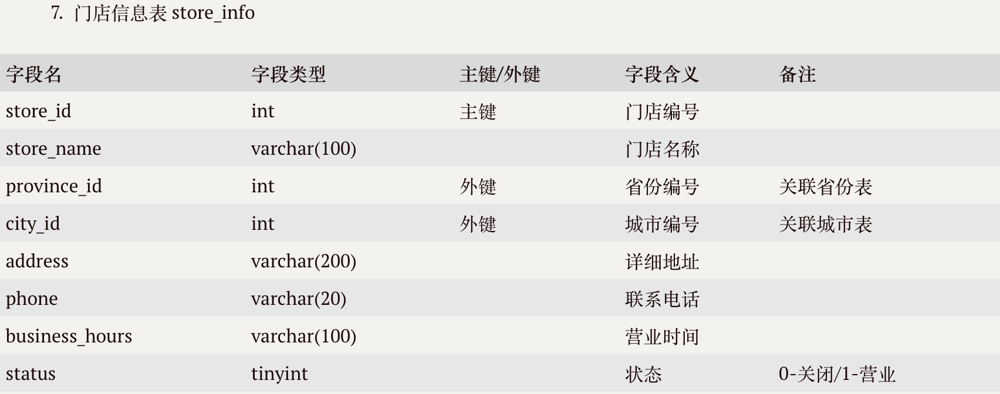 7. 门店信息表 store_info
字段名 字段类型 主键/外键 字段含义 备注
store_id int 主键 门店编号
store_name varchar(100) 门店名称
province_id int 外键 省份编号 关联省份表
city_id int 外键 城市编号 关联城市表
address varchar(200) 详细地址
phone varchar(20) 联系电话
business_hours varchar(100) 营业时间
status tinyint 状态 0-关闭/1-营业